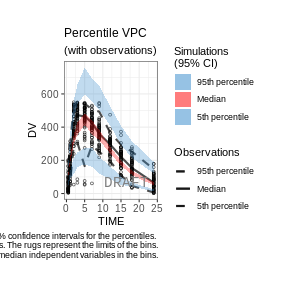 Percentile VPC
(with observations)
DV
600
400
200
0
0 5 10 15 20 25
TIME
Simulations
(95% CI)
95th percentile
Median
5th percentile
Observations
95th percentile
Median
5th percentile
% confidence intervals for the percentiles.
s. The rugs represent the limits of the bins.
median independent variables in the bins.